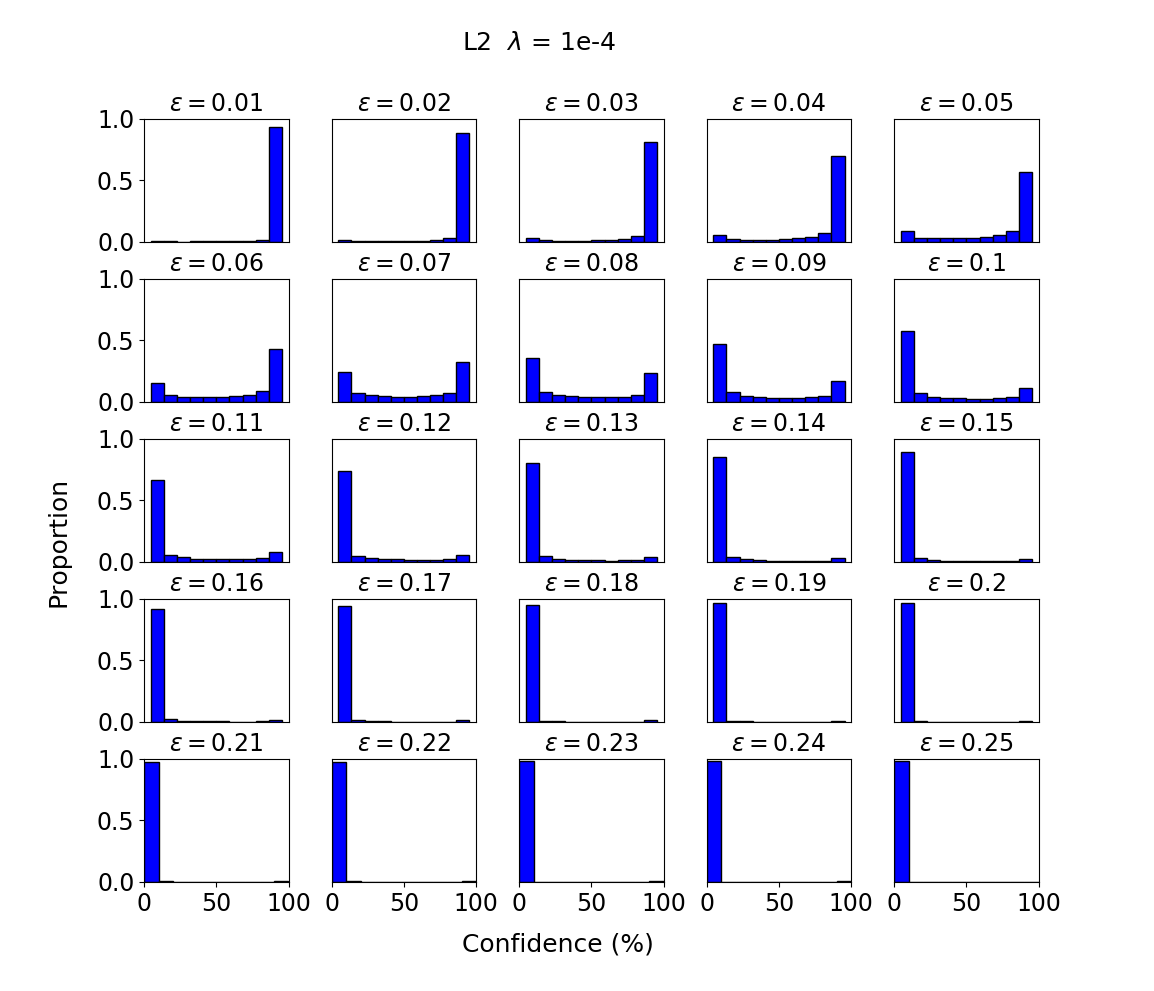 L2 λ = 1e-4
ε = 0.01 ε = 0.02 ε = 0.03 ε = 0.04 ε = 0.05
1.0
0.5
0.0
ε = 0.06 ε = 0.07 ε = 0.08 ε = 0.09 ε = 0.1
1.0
0.5
0.0
ε = 0.11 ε = 0.12 ε = 0.13 ε = 0.14 ε = 0.15
1.0
0.5
0.0
Proportion
ε = 0.16 ε = 0.17 ε = 0.18 ε = 0.19 ε = 0.2
1.0
0.5
0.0
ε = 0.21 ε = 0.22 ε = 0.23 ε = 0.24 ε = 0.25
1.0
0.5
0.0
0 50 100 0 50 100 0 50 100 0 50 100 0 50 100
Confidence (%)